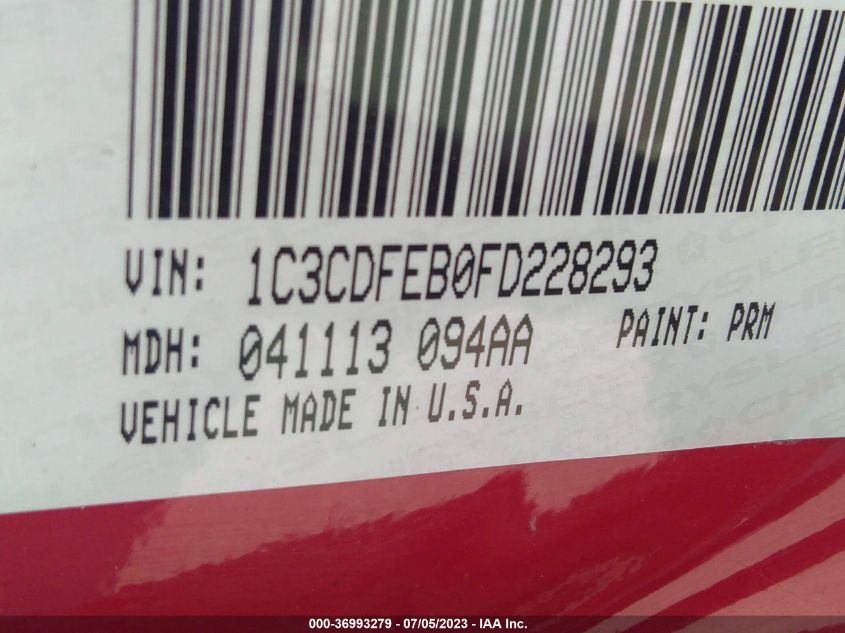 VIN: 1C3CDFEB0FD228293
MDH: 041113 094AA PAINT: PRM
VEHICLE MADE IN U.S.A.
000-36993279 - 07/05/2023 - IAA Inc.